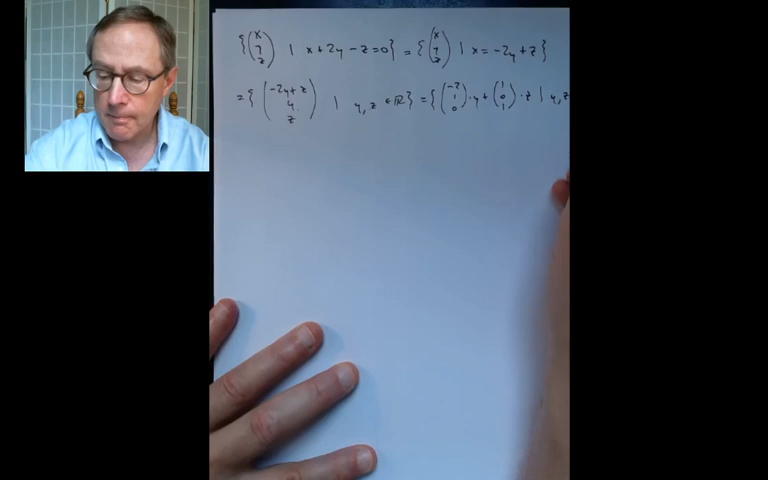 {(x y z) | x + 2y - z = 0} = {(x y z) | x = -2y + z}
= {(-2y + z y z) | y, z ∈ ℝ} = {(-2 1 0) · y + (1 0 1) · z | y, z